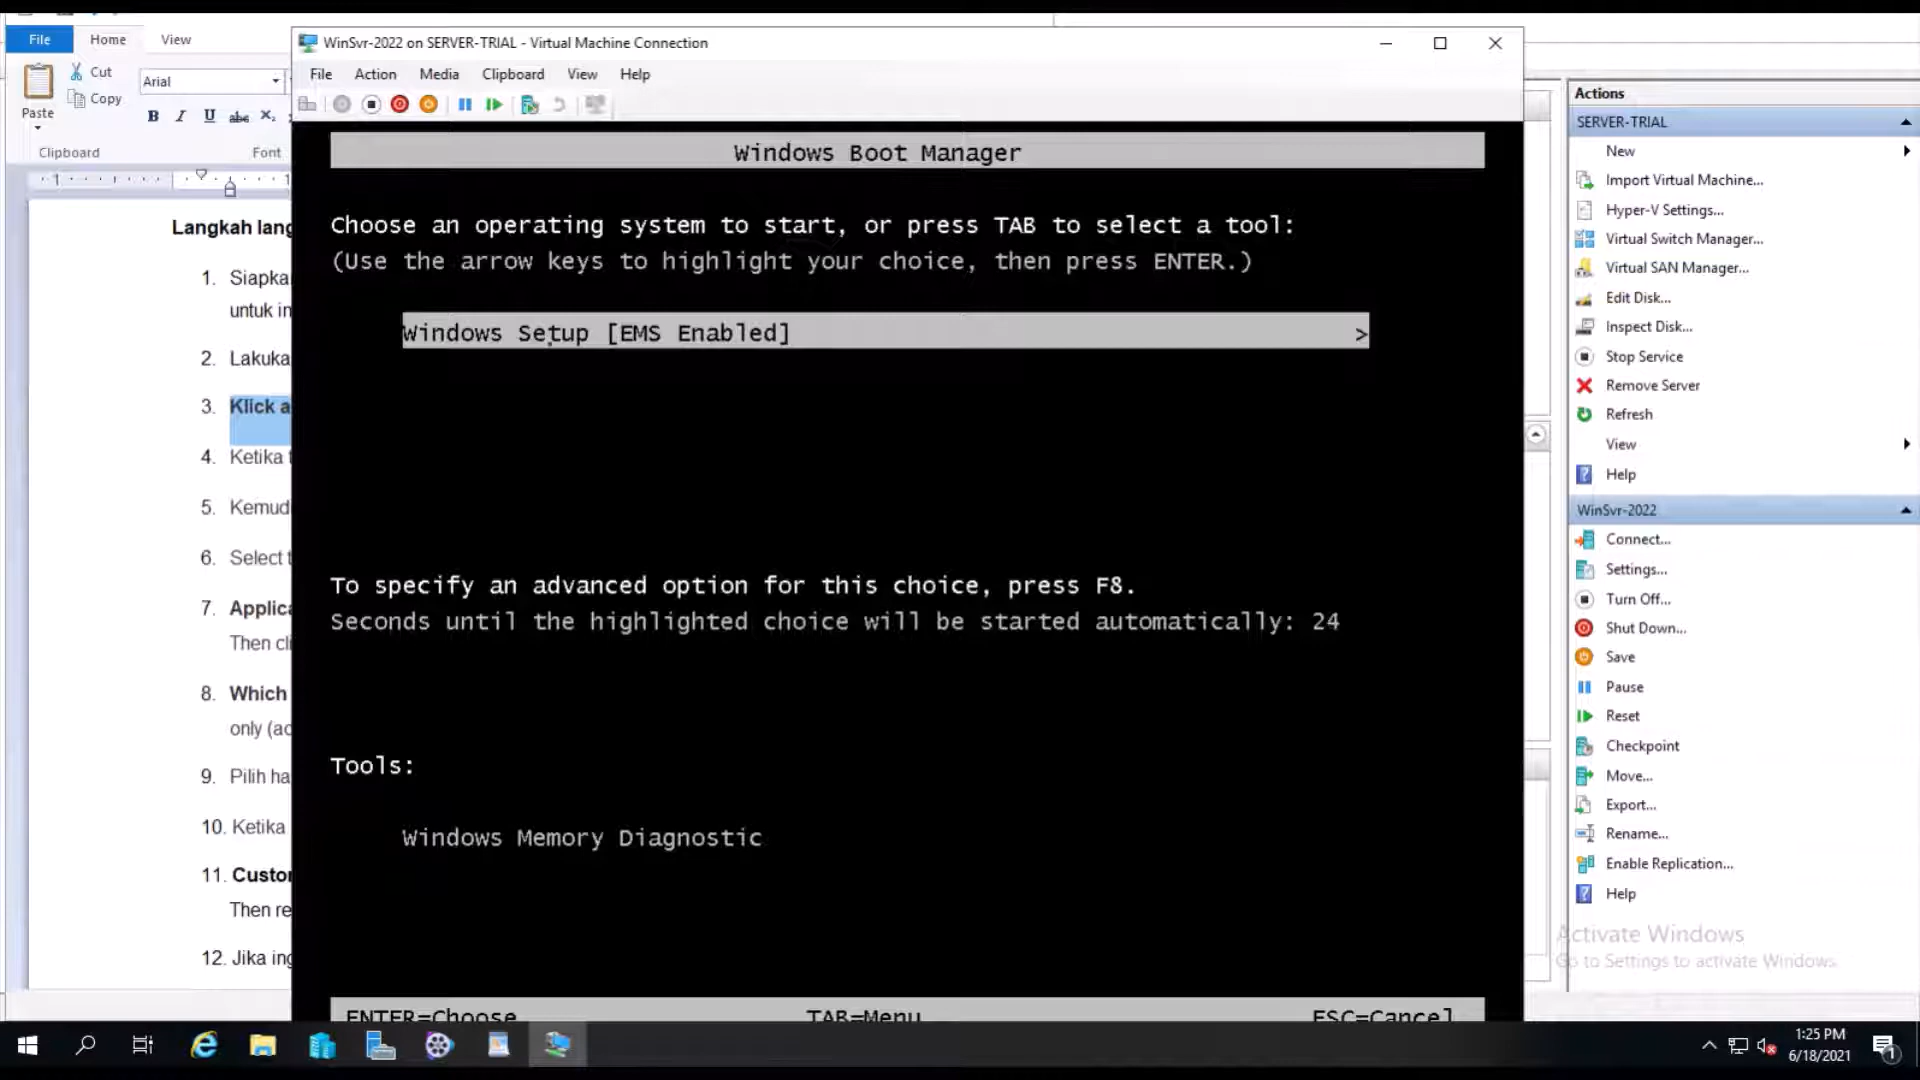 File
Home
View
Cut
Copy
Paste
Clipboard
Arial
B I U abc X₂
Font
1
Langkah lang
1. Siapka
untuk in
2. Lakuka
3. Klick a
4. Ketika t
5. Kemud
6. Select t
7. Applica
Then cli
8. Which
only (ac
9. Pilih ha
10. Ketika
11. Custor
Then re
12. Jika ing
WinSvr-2022 on SERVER-TRIAL - Virtual Machine Connection
File Action Media Clipboard View Help
Windows Boot Manager
Choose an operating system to start, or press TAB to select a tool:
(Use the arrow keys to highlight your choice, then press ENTER.)
Windows Setup [EMS Enabled] >
To specify an advanced option for this choice, press F8.
Seconds until the highlighted choice will be started automatically: 24
Tools:
Windows Memory Diagnostic
ENTER=Choose TAB=Menu ESC=Cancel
Actions
SERVER-TRIAL
New
Import Virtual Machine...
Hyper-V Settings...
Virtual Switch Manager...
Virtual SAN Manager...
Edit Disk...
Inspect Disk...
Stop Service
Remove Server
Refresh
View
Help
WinSvr-2022
Connect...
Settings...
Turn Off...
Shut Down...
Save
Pause
Reset
Checkpoint
Move...
Export...
Rename...
Enable Replication...
Help
Activate Windows
Go to Settings to activate Windows.
1:25 PM
6/18/2021
1